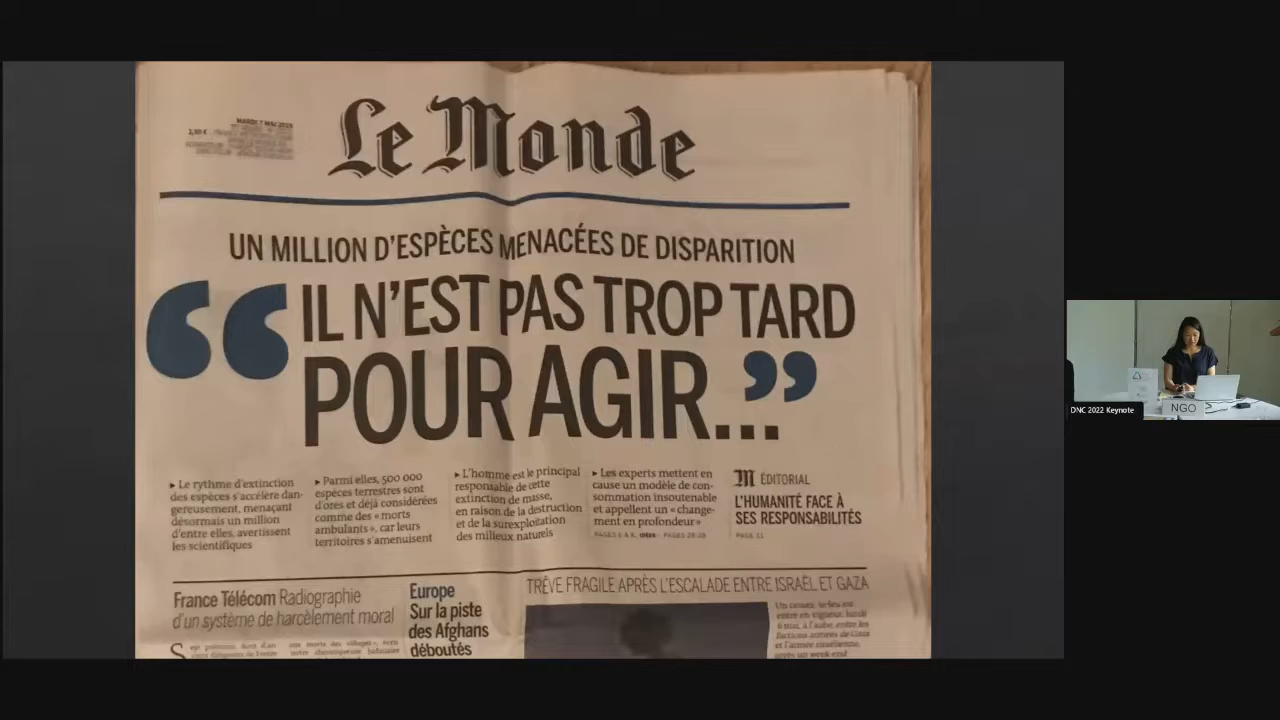 MARDI 7 MAI 2019
Le Monde
UN MILLION D'ESPÈCES MENACÉES DE DISPARITION
“IL N'EST PAS TROP TARD
POUR AGIR...”
▸ Le rythme d'extinction
des espèces s'accélère dan-
gereusement, menaçant
désormais un million
d'entre elles, avertissent
les scientifiques
▸ Parmi elles, 500 000
espèces terrestres sont
d'ores et déjà considérées
comme des « morts
ambulants », car leurs
territoires s'amenuisent
▸ L'homme est le principal
responsable de cette
extinction de masse,
en raison de la destruction
et de la surexploitation
des milieux naturels
▸ Les experts mettent en
cause un modèle de con-
sommation insoutenable
et appellent un « change-
ment en profondeur »
M ÉDITORIAL
L'HUMANITÉ FACE À
SES RESPONSABILITÉS
PAGE
France Télécom Radiographie
d'un système de harcèlement moral
Europe
Sur la piste
des Afghans
déboutés
TRÊVE FRAGILE APRÈS L'ESCALADE ENTRE ISRAËL ET GAZA
DNC 2022 Keynote
NGO